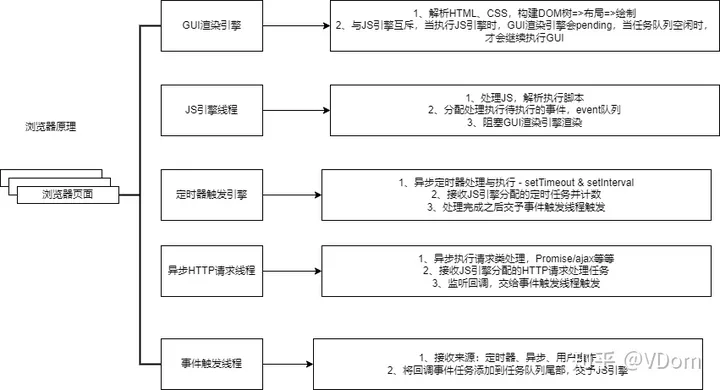 GUI渲染引擎
1、解析HTML、CSS，构建DOM树=>布局=>绘制
2、与JS引擎互斥，当执行JS引擎时，GUI渲染引擎会pending，当任务队列空闲时，
才会继续执行GUI
浏览器原理
浏览器页面
JS引擎线程
1、处理JS，解析执行脚本
2、分配处理执行待执行的事件，event队列
3、阻塞GUI渲染引擎渲染
定时器触发引擎
1、异步定时器处理与执行 - setTimeout & setInterval
2、接收JS引擎分配的定时任务并计数
3、处理完成之后交予事件触发线程触发
异步HTTP请求线程
1、异步执行请求类处理，Promise/ajax等等
2、接收JS引擎分配的HTTP请求处理任务
3、监听回调，交给事件触发线程触发
事件触发线程
1、接收来源：定时器、异步、用户操作
2、将回调事件任务添加到任务队列尾部，交予JS引擎
知乎 @VDom